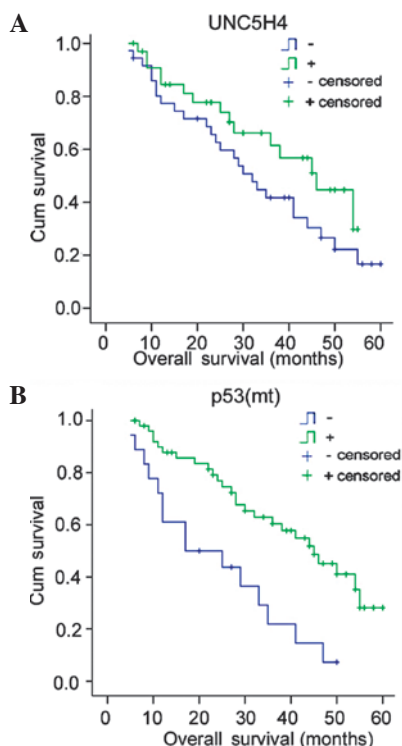 A
UNC5H4
-
+
- censored
+ censored
Cum survival
1.0
0.8
0.6
0.4
0.2
0.0
0 10 20 30 40 50 60
Overall survival (months)
B
p53(mt)
-
+
- censored
+ censored
Cum survival
1.0
0.8
0.6
0.4
0.2
0.0
0 10 20 30 40 50 60
Overall survival (months)